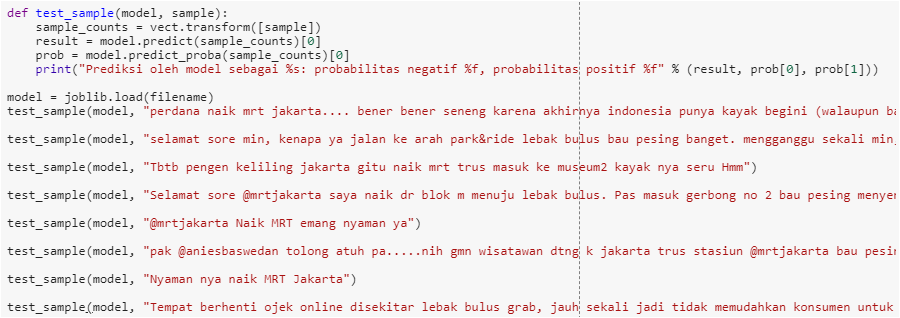 def test_sample(model, sample):
    sample_counts = vect.transform([sample])
    result = model.predict(sample_counts)[0]
    prob = model.predict_proba(sample_counts)[0]
    print("Prediksi oleh model sebagai %s: probabilitas negatif %f, probabilitas positif %f" % (result, prob[0], prob[1]))
model = joblib.load(filename)
test_sample(model, "perdana naik mrt jakarta.... bener bener seneng karena akhirnya indonesia punya kayak begini (walaupun ba
test_sample(model, "selamat sore min, kenapa ya jalan ke arah park&ride lebak bulus bau pesing banget. mengganggu sekali min
test_sample(model, "Tbtb pengen keliling jakarta gitu naik mrt trus masuk ke museum2 kayak nya seru Hmm")
test_sample(model, "Selamat sore @mrtjakarta saya naik dr blok m menuju lebak bulus. Pas masuk gerbong no 2 bau pesing menye
test_sample(model, "@mrtjakarta Naik MRT emang nyaman ya")
test_sample(model, "pak @aniesbaswedan tolong atuh pa.....nih gmn wisatawan dtng k jakarta trus stasiun @mrtjakarta bau pesin
test_sample(model, "Nyaman nya naik MRT Jakarta")
test_sample(model, "Tempat berhenti ojek online disekitar lebak bulus grab, jauh sekali jadi tidak memudahkan konsumen untuk